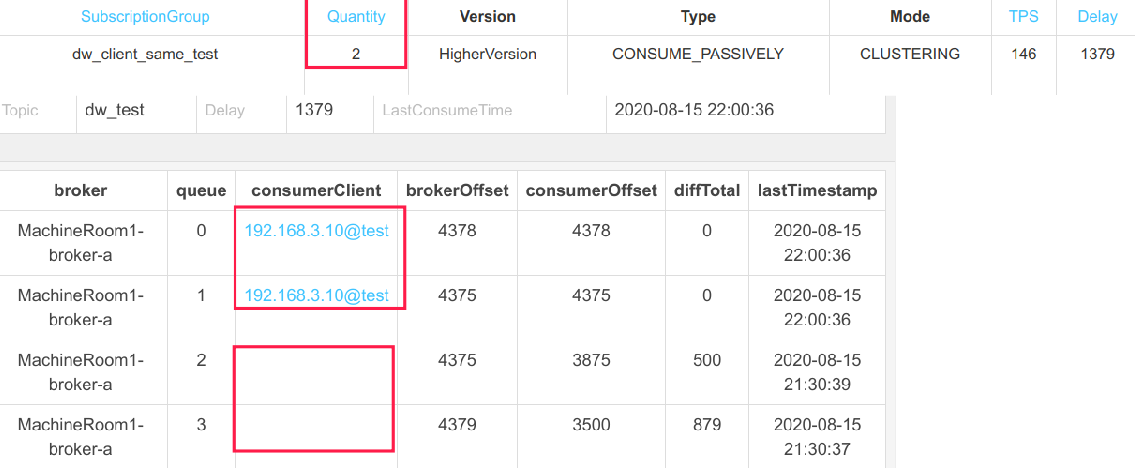 SubscriptionGroup Quantity Version Type Mode TPS Delay
dw_client_same_test 2 HigherVersion CONSUME_PASSIVELY CLUSTERING 146 1379
Topic dw_test Delay 1379 LastConsumeTime 2020-08-15 22:00:36
broker queue consumerClient brokerOffset consumerOffset diffTotal lastTimestamp
MachineRoom1- 0 192.168.3.10@test 4378 4378 0 2020-08-15
broker-a 22:00:36
MachineRoom1- 1 192.168.3.10@test 4375 4375 0 2020-08-15
broker-a 22:00:36
MachineRoom1- 2 4375 3875 500 2020-08-15
broker-a 21:30:39
MachineRoom1- 3 4379 3500 879 2020-08-15
broker-a 21:30:37